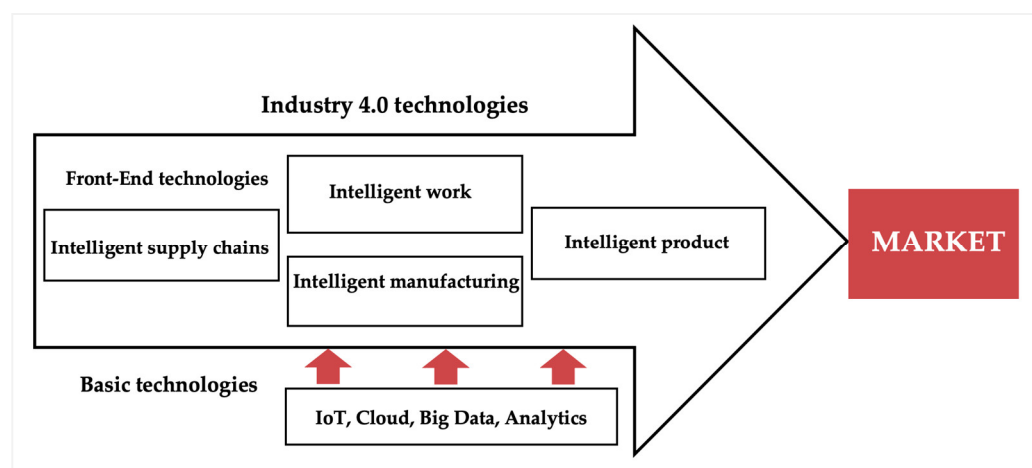 Industry 4.0 technologies
Front-End technologies
Intelligent work
Intelligent supply chains
Intelligent product
MARKET
Intelligent manufacturing
Basic technologies
IoT, Cloud, Big Data, Analytics